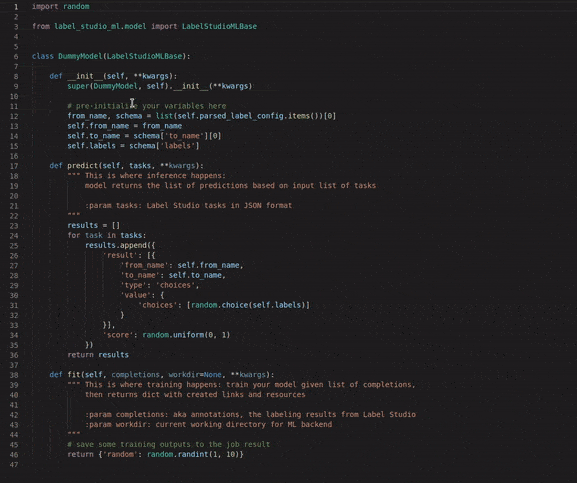 1 import random
2
3 from label_studio_ml.model import LabelStudioMLBase
4
5
6 class DummyModel(LabelStudioMLBase):
7
8     def __init__(self, **kwargs):
9         super(DummyModel, self).__init__(**kwargs)
10
11         # pre-initialize your variables here
12         from_name, schema = list(self.parsed_label_config.items())[0]
13         self.from_name = from_name
14         self.to_name = schema['to_name'][0]
15         self.labels = schema['labels']
16
17     def predict(self, tasks, **kwargs):
18         """ This is where inference happens:
19             model returns the list of predictions based on input list of tasks
20
21             :param tasks: Label Studio tasks in JSON format
22         """
23         results = []
24         for task in tasks:
25             results.append({
26                 'result': [{
27                     'from_name': self.from_name,
28                     'to_name': self.to_name,
29                     'type': 'choices',
30                     'value': {
31                         'choices': [random.choice(self.labels)]
32                     }
33                 }],
34                 'score': random.uniform(0, 1)
35             })
36         return results
37
38     def fit(self, completions, workdir=None, **kwargs):
39         """ This is where training happens: train your model given list of completions,
40             then returns dict with created links and resources
41
42             :param completions: aka annotations, the labeling results from Label Studio
43             :param workdir: current working directory for ML backend
44         """
45         # save some training outputs to the job result
46         return {'random': random.randint(1, 10)}
47